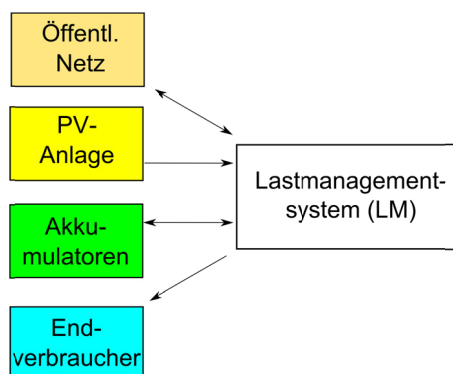 Öffentl.
Netz
PV-
Anlage
Akku-
mulatoren
End-
verbraucher
Lastmanagement-
system (LM)